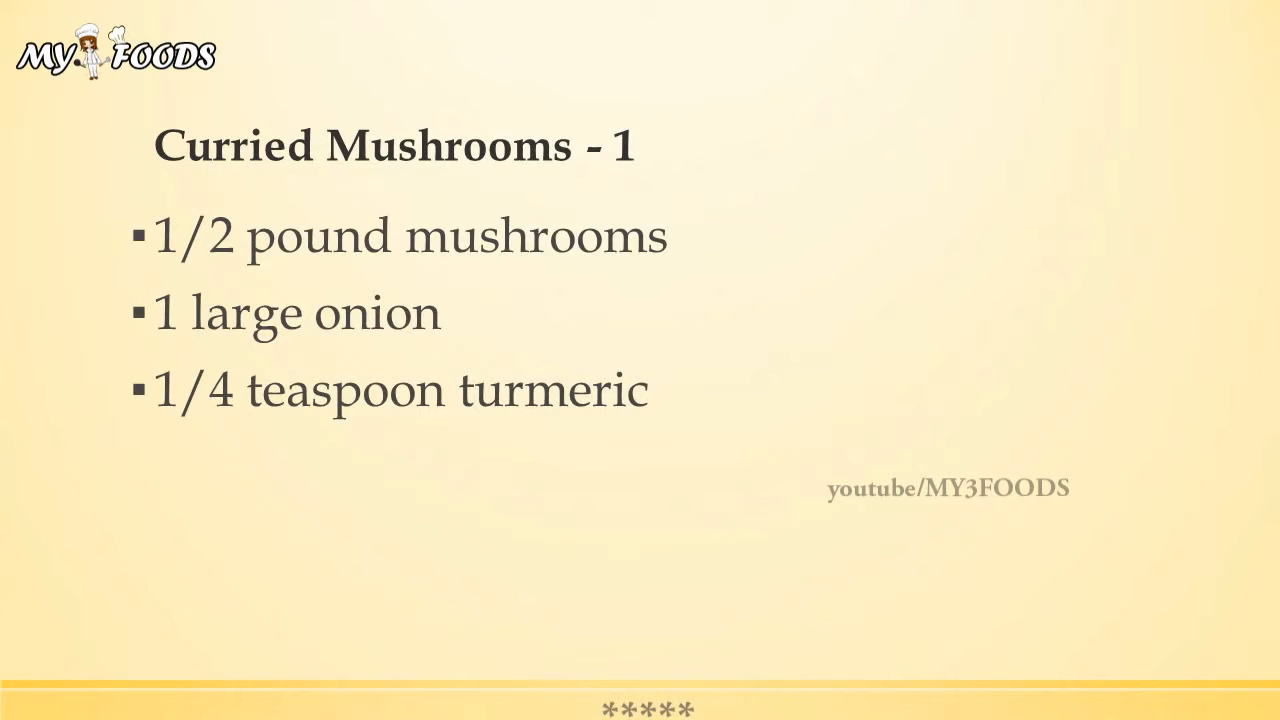 MY FOODS
Curried Mushrooms - 1
▪1/2 pound mushrooms
▪1 large onion
▪1/4 teaspoon turmeric
youtube/MY3FOODS
*****